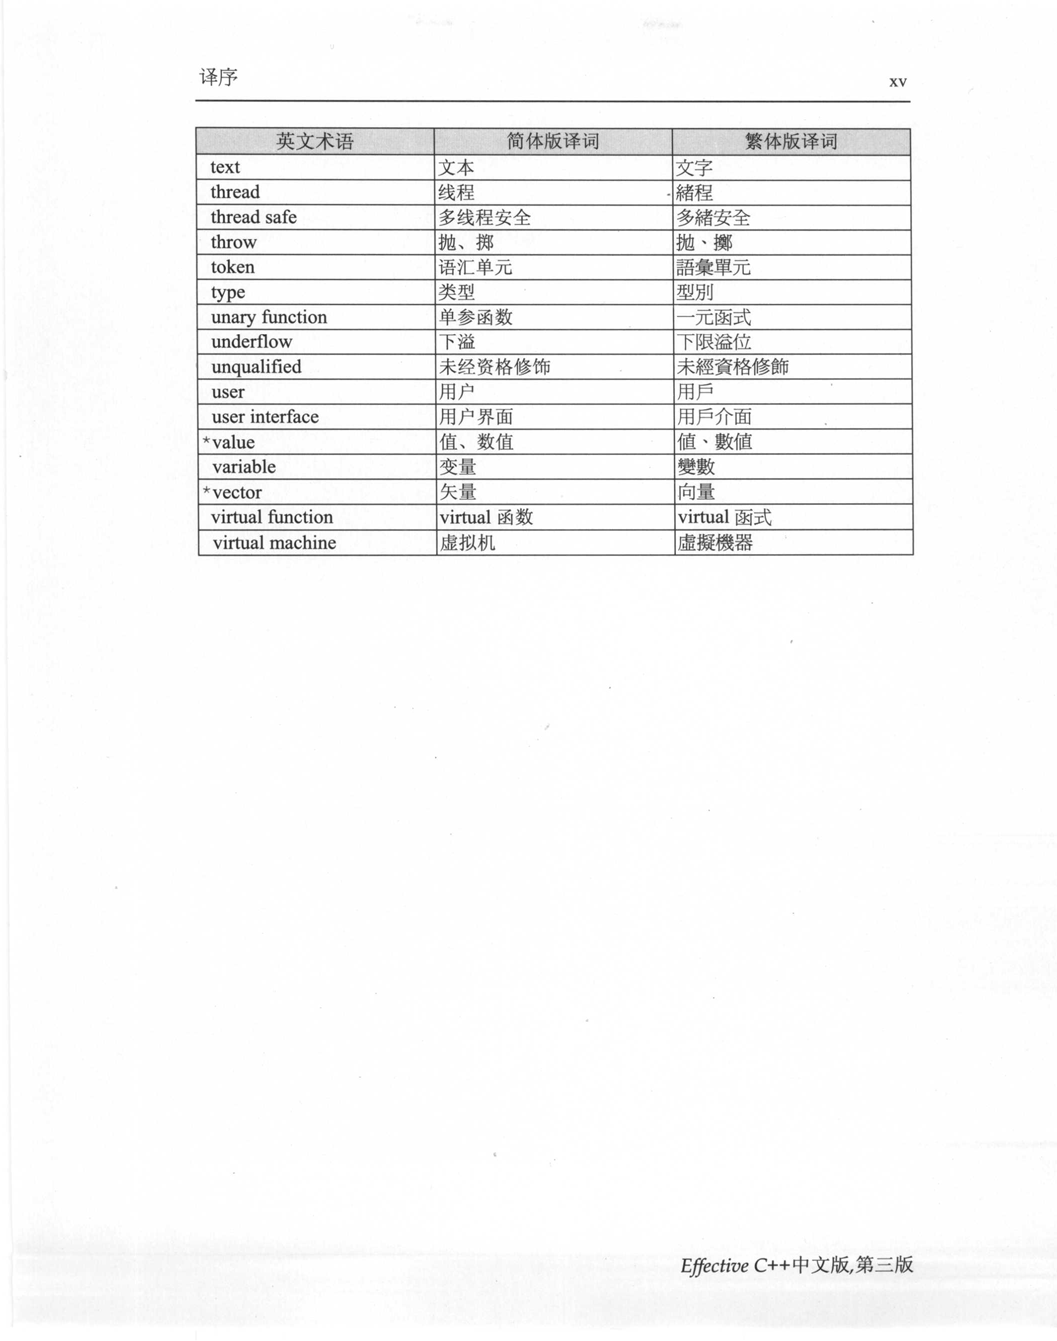 译序 xv
英文术语 简体版译词 繁体版译词
text 文本 文字
thread 线程 緒程
thread safe 多线程安全 多緒安全
throw 抛、掷 拋、擲
token 语汇单元 語彙單元
type 类型 型別
unary function 单参函数 一元函式
underflow 下溢 下限溢位
unqualified 未经资格修饰 未經資格修飾
user 用户 用戶
user interface 用户界面 用戶介面
*value 值、数值 値、數値
variable 变量 變數
*vector 矢量 向量
virtual function virtual 函数 virtual 函式
virtual machine 虚拟机 虛擬機器
Effective C++中文版,第三版